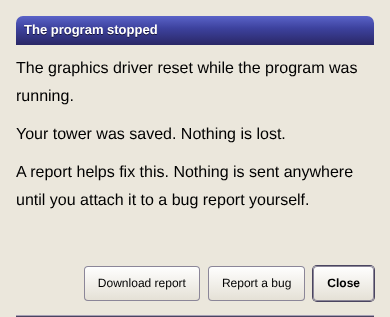 The program stopped
The graphics driver reset while the program was
running.
Your tower was saved. Nothing is lost.
A report helps fix this. Nothing is sent anywhere
until you attach it to a bug report yourself.
Download report
Report a bug
Close